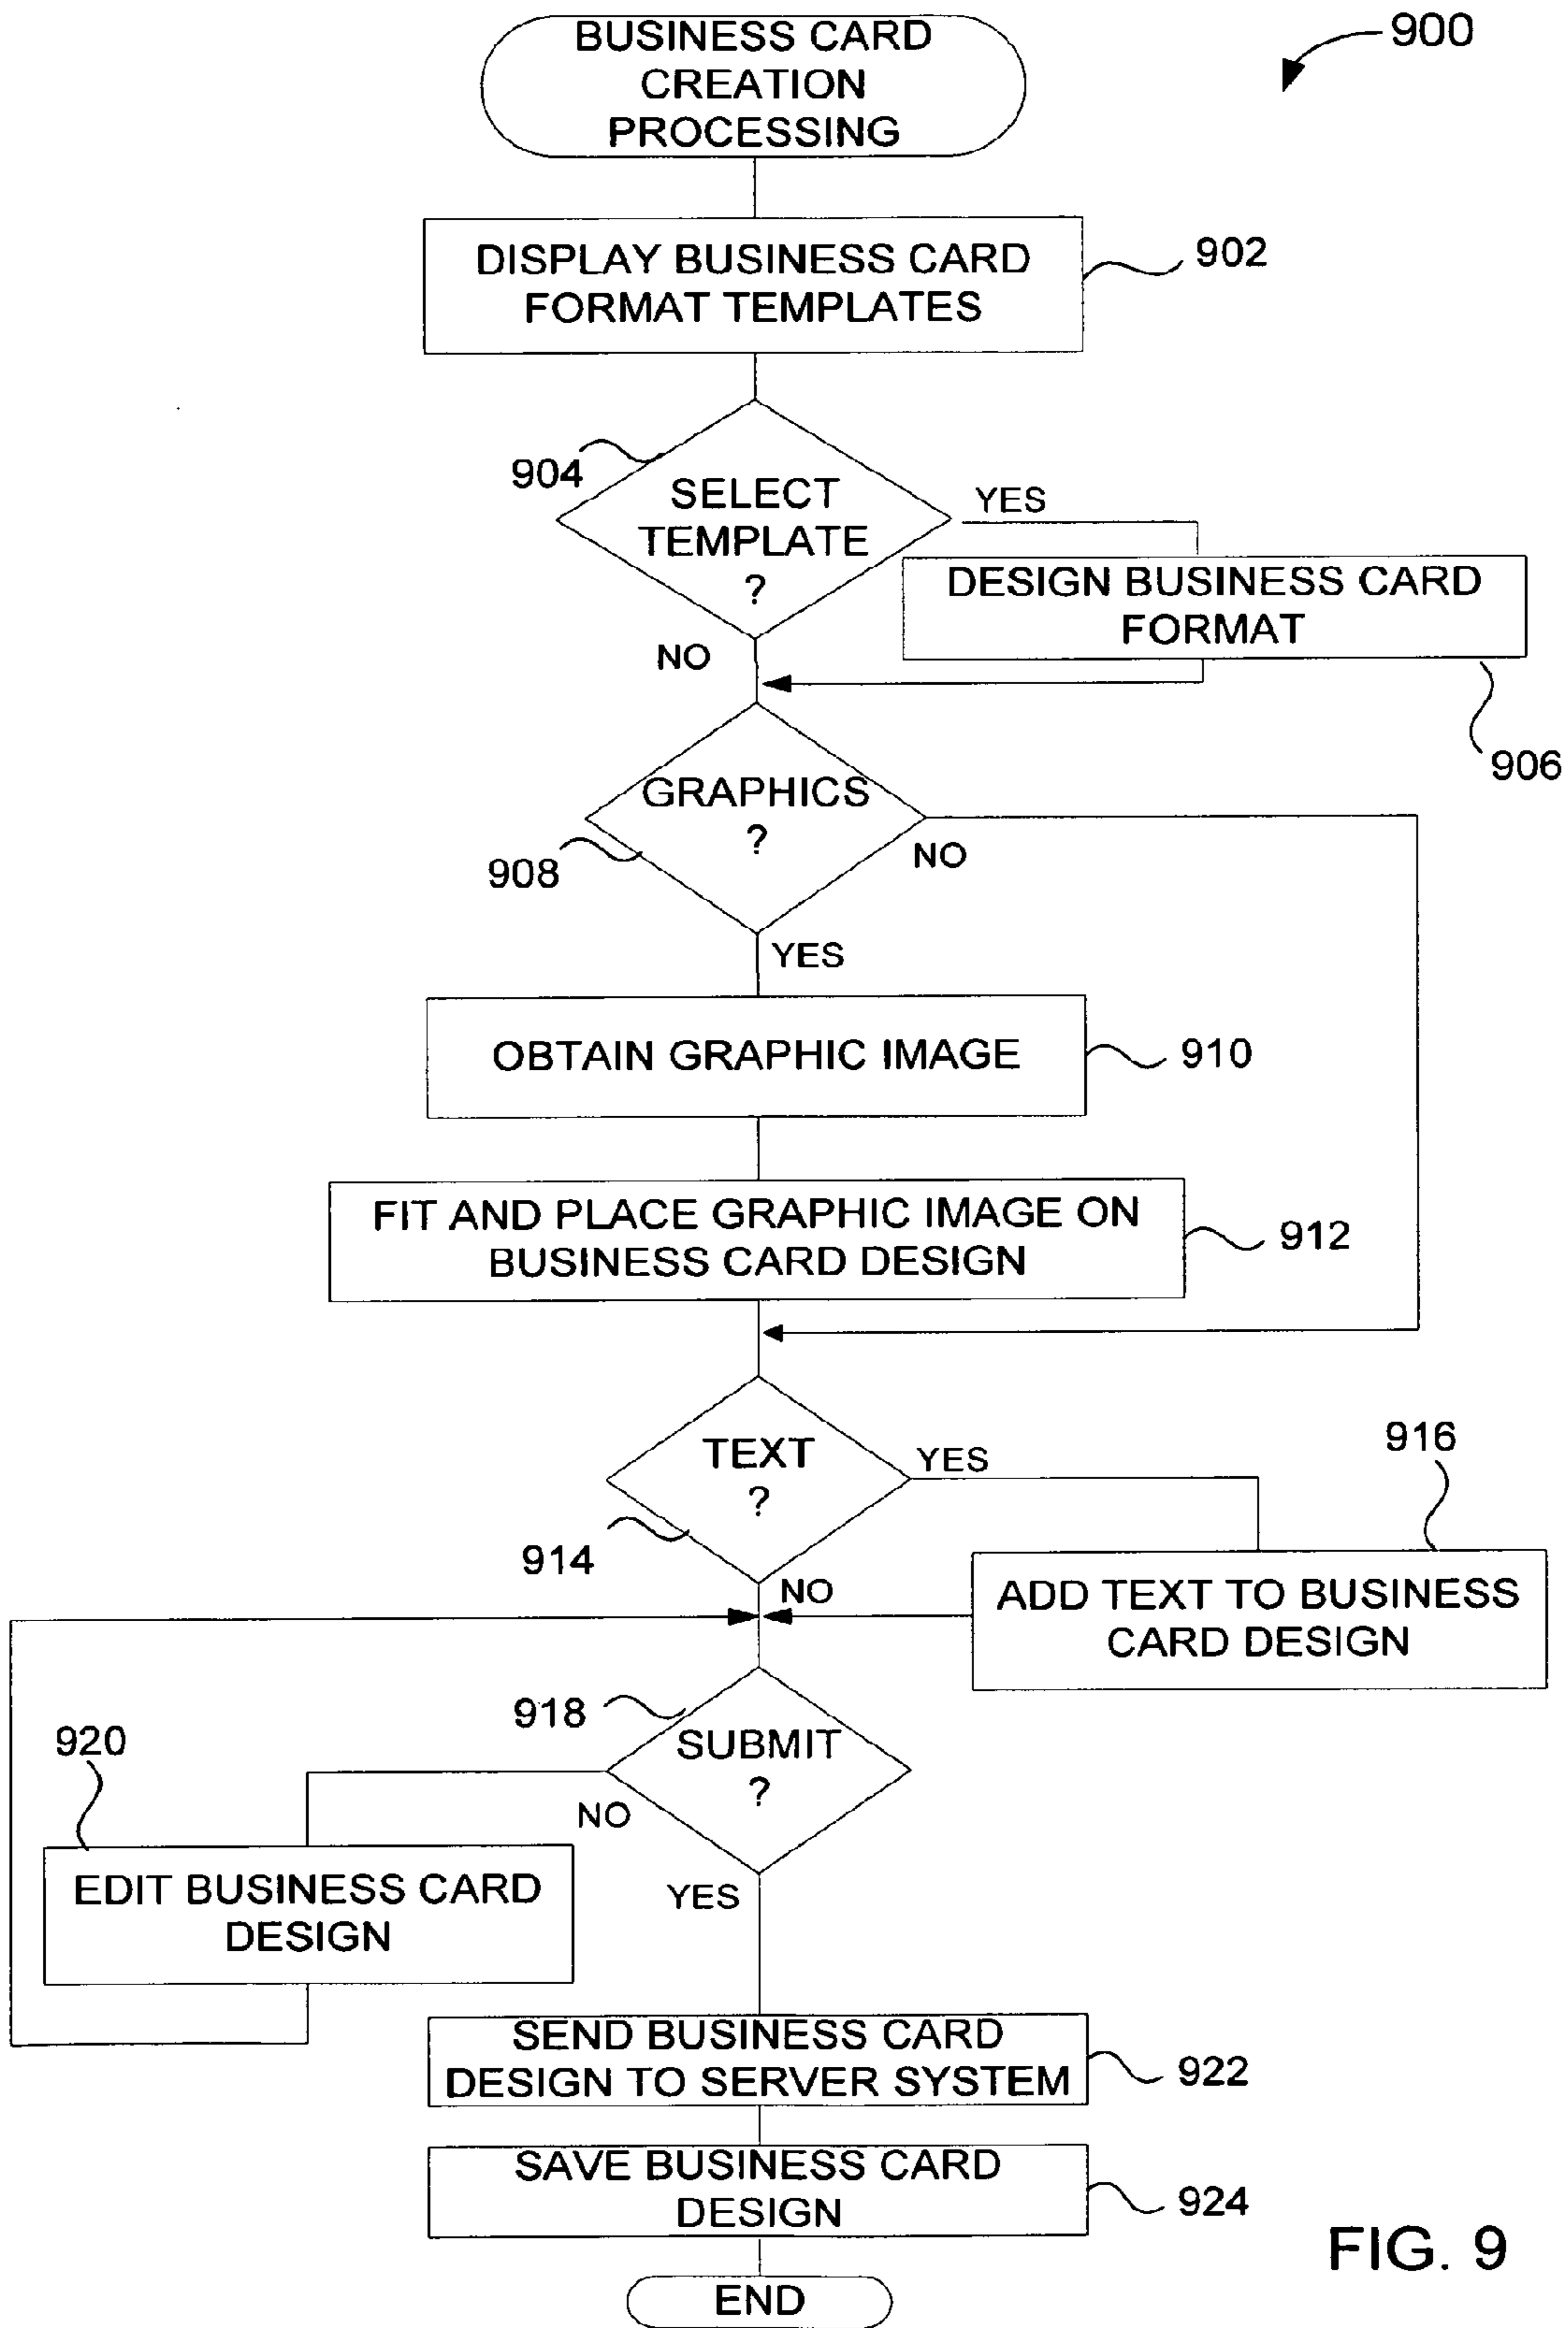 BUSINESS CARD
CREATION
PROCESSING
900
DISPLAY BUSINESS CARD
FORMAT TEMPLATES
902
904
SELECT
TEMPLATE
?
YES
DESIGN BUSINESS CARD
FORMAT
NO
906
GRAPHICS
?
908
NO
YES
OBTAIN GRAPHIC IMAGE
910
FIT AND PLACE GRAPHIC IMAGE ON
BUSINESS CARD DESIGN
912
TEXT
?
YES
916
914
NO
ADD TEXT TO BUSINESS
CARD DESIGN
918
SUBMIT
?
920
NO
EDIT BUSINESS CARD
DESIGN
YES
SEND BUSINESS CARD
DESIGN TO SERVER SYSTEM
922
SAVE BUSINESS CARD
DESIGN
924
END
FIG. 9